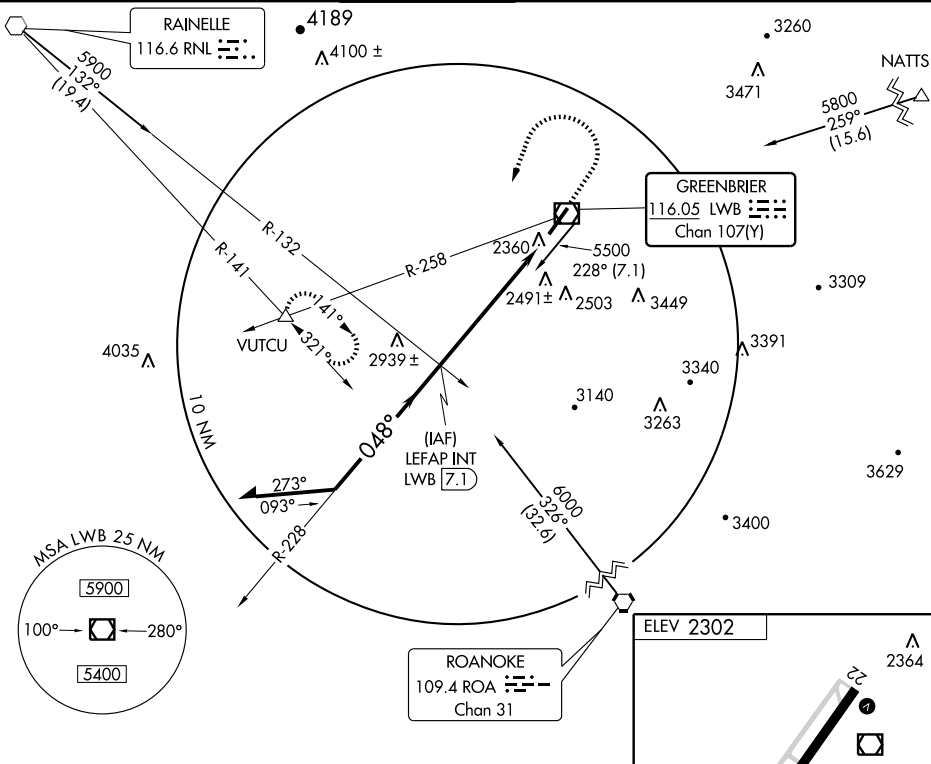 RAINELLE
116.6 RNL
4189
4100 ±
3260
3471
NATTS
5900
132°
(19.4)
5800
259°
(15.6)
GREENBRIER
116.05 LWB
Chan 107(Y)
R-132
R-141
R-258
2360
5500
228° (7.1)
2491±
2503
3449
3309
141°
321°
VUTCU
2939 ±
4035
3391
3340
3140
3263
10 NM
048°
(IAF)
LEFAP INT
LWB 7.1
3629
273°
093°
R-228
6000
326°
(32.6)
3400
MSA LWB 25 NM
5900
100°
280°
5400
ROANOKE
109.4 ROA
Chan 31
ELEV 2302
2364
22
V